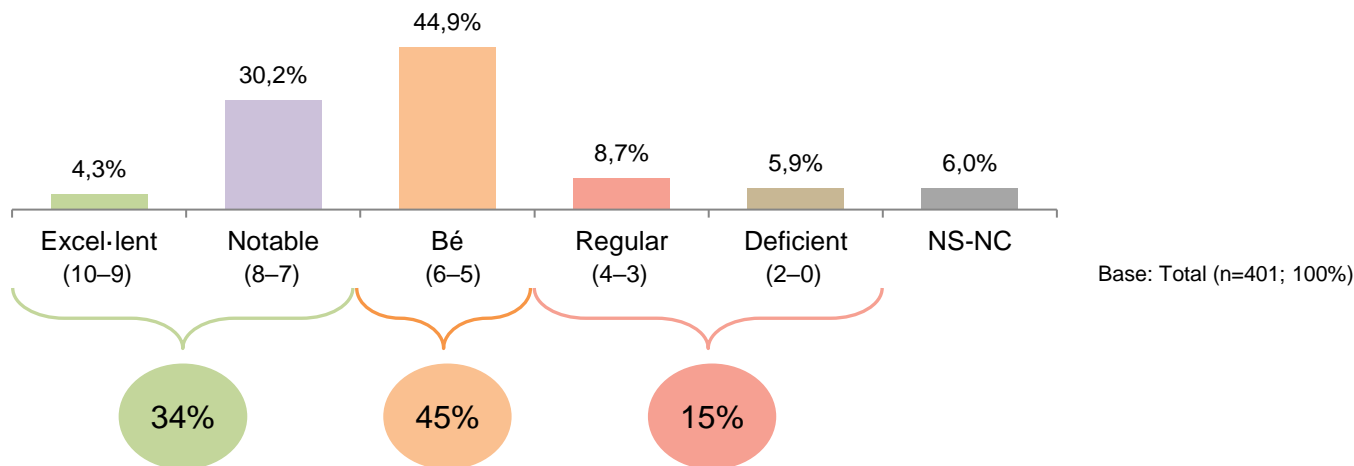 44,9%
30,2%
4,3%
8,7%
5,9%
6,0%
Excel·lent
(10–9)
Notable
(8–7)
Bé
(6–5)
Regular
(4–3)
Deficient
(2–0)
NS-NC
Base: Total (n=401; 100%)
34%
45%
15%